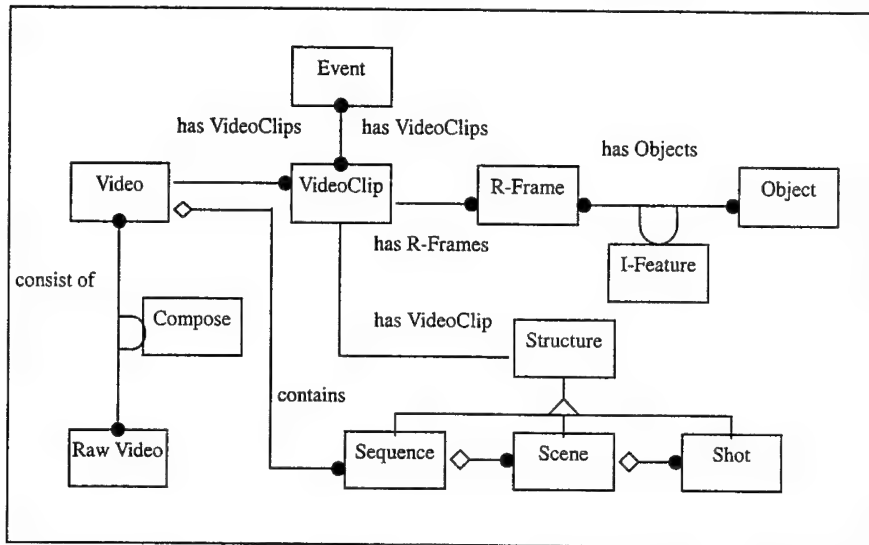 Event
has VideoClips
has VideoClips
has Objects
Video
VideoClip
R-Frame
Object
has R-Frames
I-Feature
consist of
Compose
has VideoClip
Structure
contains
Raw Video
Sequence
Scene
Shot